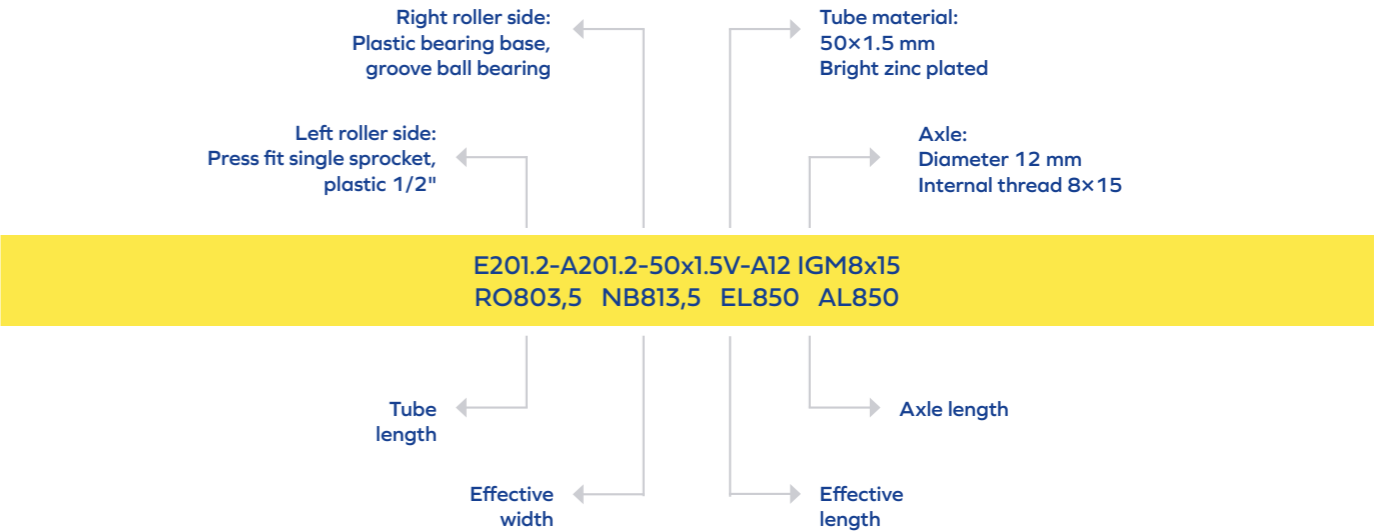 Right roller side:
Plastic bearing base,
groove ball bearing
Tube material:
50×1.5 mm
Bright zinc plated
Left roller side:
Press fit single sprocket,
plastic 1/2"
Axle:
Diameter 12 mm
Internal thread 8×15
E201.2-A201.2-50x1.5V-A12 IGM8x15
RO803,5 NB813,5 EL850 AL850
Tube
length
Axle length
Effective
width
Effective
length